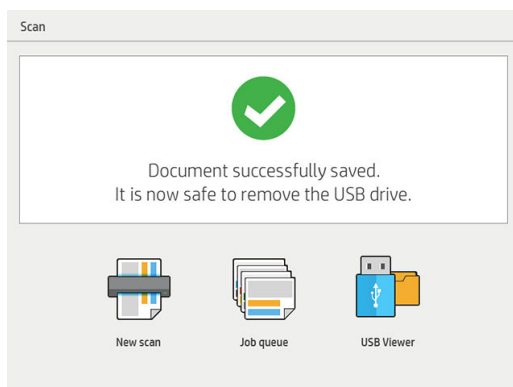 Scan
Document successfully saved.
It is now safe to remove the USB drive.
New scan
Job queue
USB Viewer